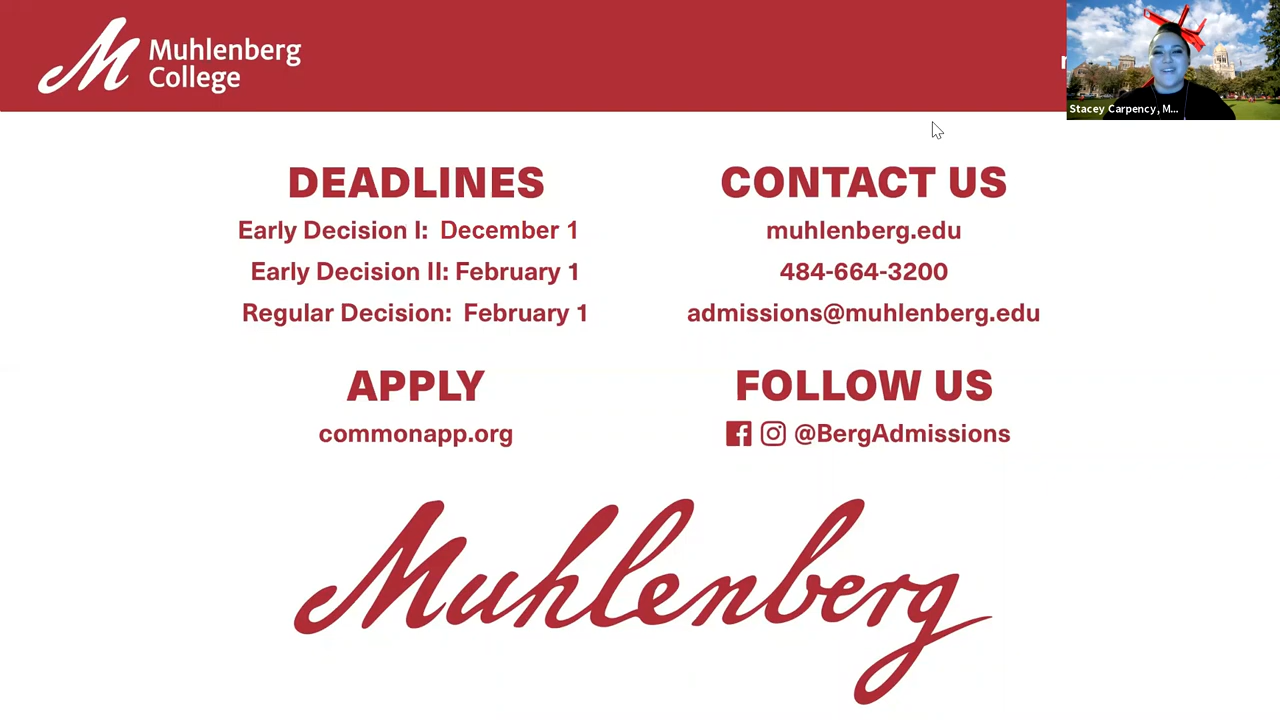 Muhlenberg
College
Stacey Carpency, M...
DEADLINES
Early Decision I: December 1
Early Decision II: February 1
Regular Decision: February 1
CONTACT US
muhlenberg.edu
484-664-3200
admissions@muhlenberg.edu
APPLY
commonapp.org
FOLLOW US
@BergAdmissions
Muhlenberg